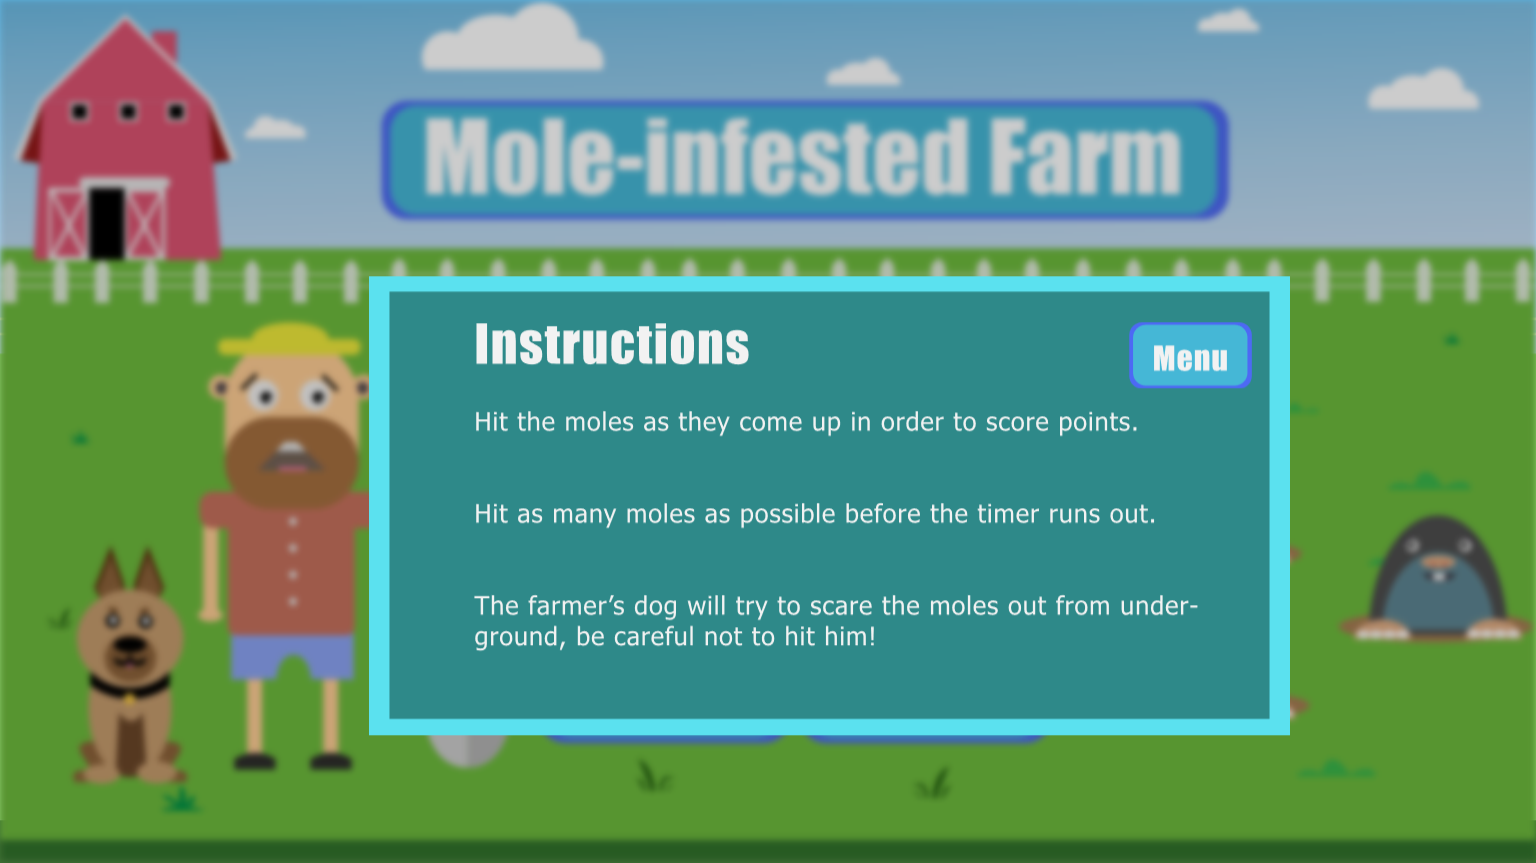 Mole-infested Farm
Instructions
Menu
Hit the moles as they come up in order to score points.
Hit as many moles as possible before the timer runs out.
The farmer’s dog will try to scare the moles out from under-
ground, be careful not to hit him!